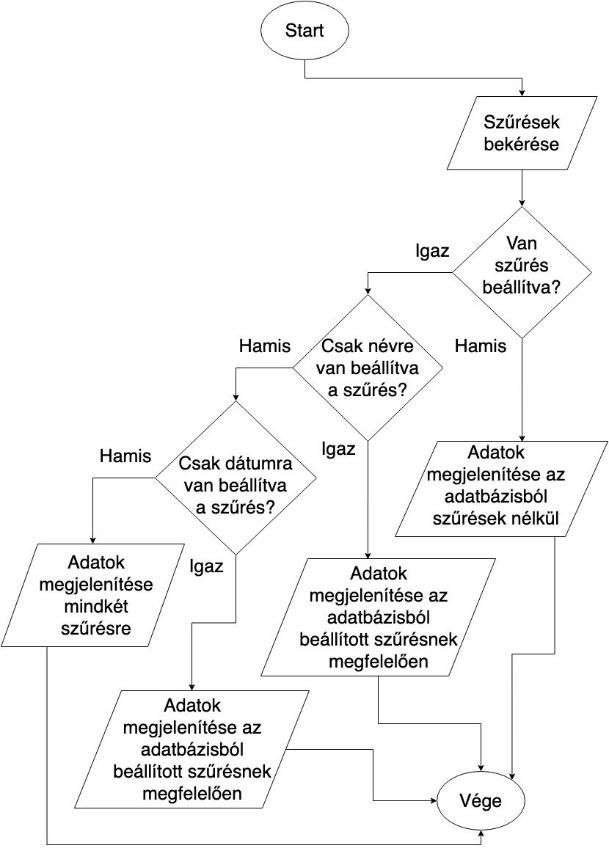 Start
Szűrések
bekérése
Van
szűrés
beállítva?
Igaz
Hamis
Csak névre
van beállítva
a szűrés?
Hamis
Igaz
Csak dátumra
van beállítva
a szűrés?
Hamis
Igaz
Adatok
megjelenítése az
adatbázisból
szűrések nélkül
Adatok
megjelenítése
mindkét
szűrésre
Adatok
megjelenítése az
adatbázisból
beállított szűrésnek
megfelelően
Adatok
megjelenítése az
adatbázisból
beállított szűrésnek
megfelelően
Vége